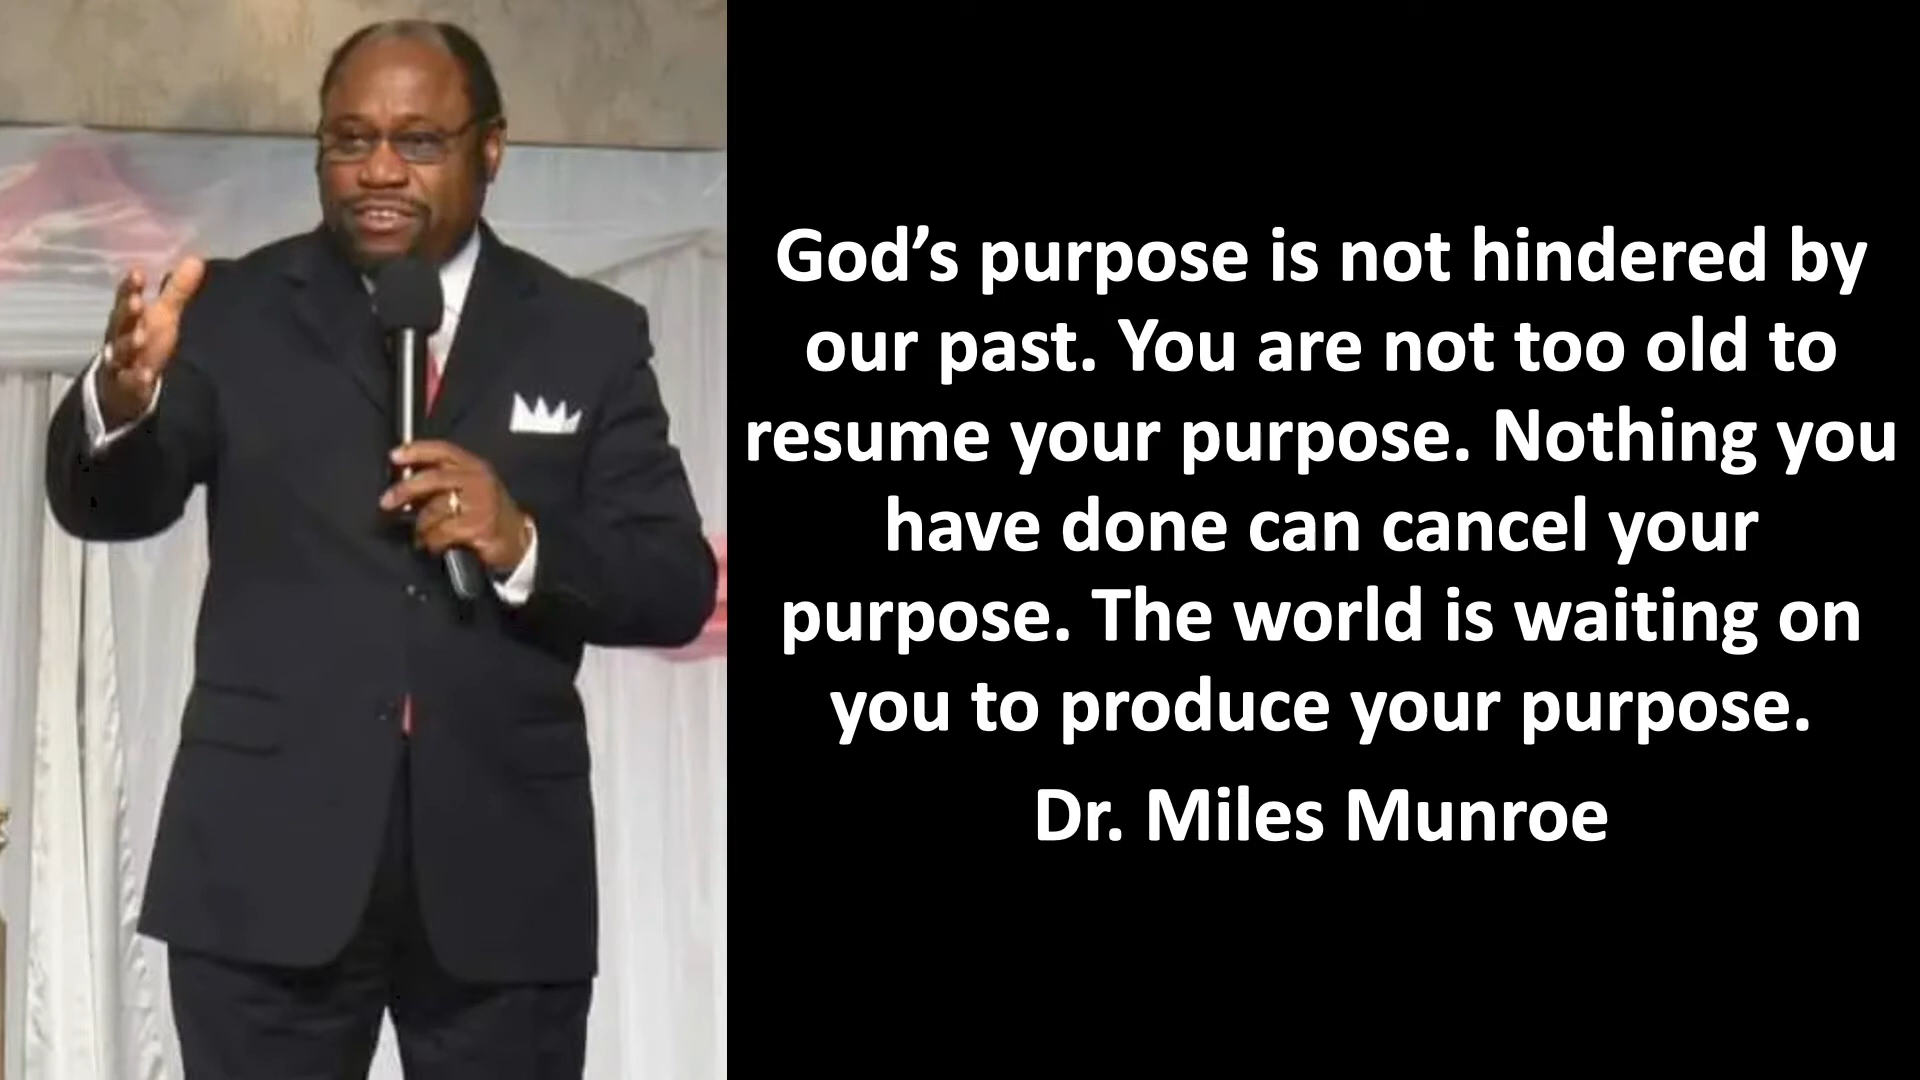 God’s purpose is not hindered by
our past. You are not too old to
resume your purpose. Nothing you
have done can cancel your
purpose. The world is waiting on
you to produce your purpose.
Dr. Miles Munroe